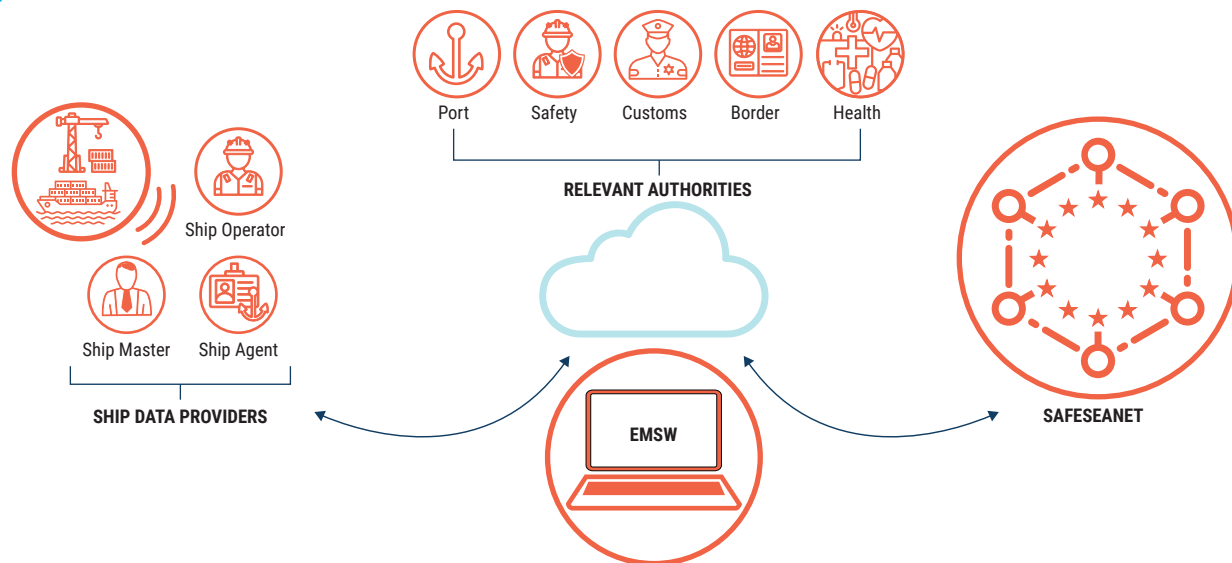 Port
Safety
Customs
Border
Health
RELEVANT AUTHORITIES
Ship Operator
Ship Master
Ship Agent
SHIP DATA PROVIDERS
EMSW
SAFESEANET